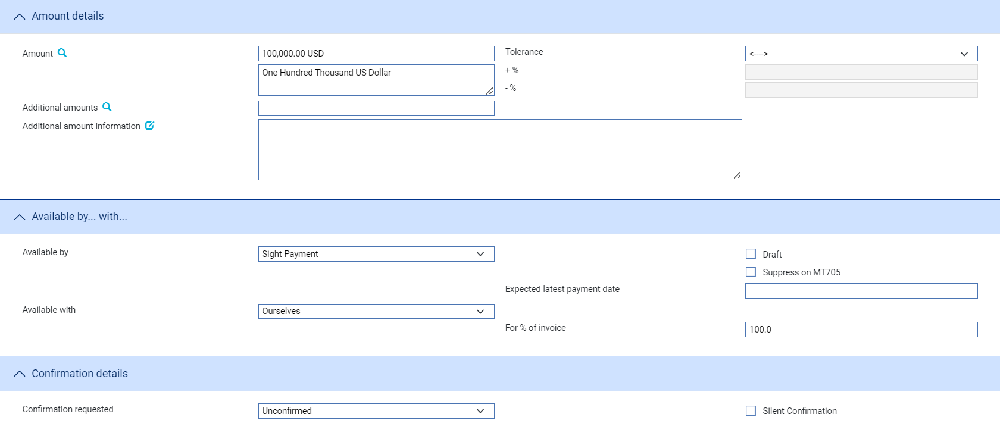 Amount details
Amount
100,000.00 USD
Tolerance
<---->
One Hundred Thousand US Dollar
+ %
- %
Additional amounts
Additional amount information
Available by... with...
Available by
Sight Payment
Draft
Suppress on MT705
Expected latest payment date
Available with
Ourselves
For % of invoice
100.0
Confirmation details
Confirmation requested
Unconfirmed
Silent Confirmation